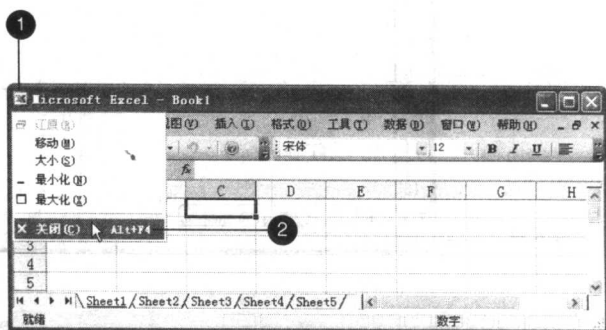 1
Microsoft Excel - Book1
还原(R) 视图(V) 插入(I) 格式(O) 工具(T) 数据(D) 窗口(W) 帮助(H)
移动(M) 宋体 12 B I U
大小(S)
最小化(N) fx
最大化(X) C D E F G H
关闭(C) Alt+F4 2
3
4
5
Sheet1 Sheet2 Sheet3 Sheet4 Sheet5
就绪 数字